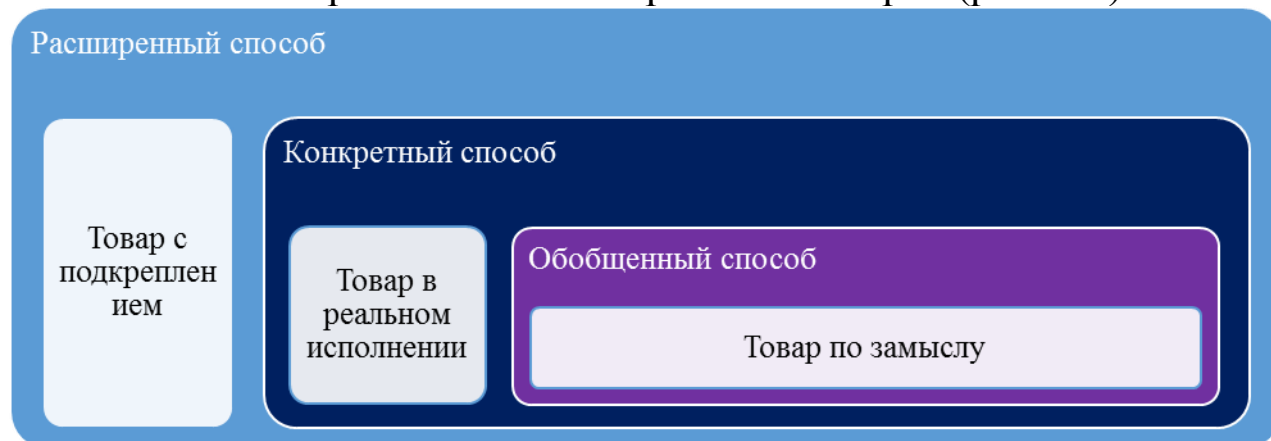 Расширенный способ
Конкретный способ
Товар с
подкреплен
ием
Товар в
реальном
исполнении
Обобщенный способ
Товар по замыслу